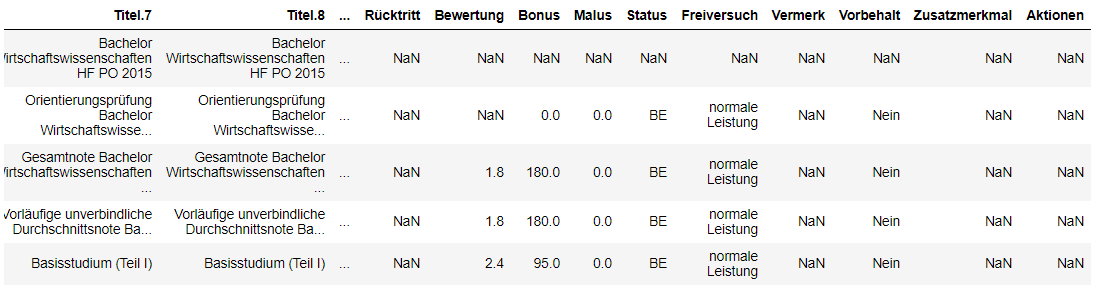 Titel.7 Titel.8 ... Rücktritt Bewertung Bonus Malus Status Freiversuch Vermerk Vorbehalt Zusatzmerkmal Aktionen
Bachelor Bachelor
irtschaftswissenschaften Wirtschaftswissenschaften ... NaN NaN NaN NaN NaN NaN NaN NaN NaN NaN
HF PO 2015 HF PO 2015
Orientierungsprüfung Orientierungsprüfung
Bachelor Bachelor ... NaN NaN 0.0 0.0 BE normale Leistung NaN Nein NaN NaN
Wirtschaftswisse... Wirtschaftswisse...
Gesamtnote Bachelor Gesamtnote Bachelor
irtschaftswissenschaften Wirtschaftswissenschaften ... NaN 1.8 180.0 0.0 BE normale Leistung NaN Nein NaN NaN
... ...
Vorläufige unverbindliche Vorläufige unverbindliche
Durchschnittsnote Ba... Durchschnittsnote Ba... ... NaN 1.8 180.0 0.0 BE normale Leistung NaN Nein NaN NaN
Basisstudium (Teil I) Basisstudium (Teil I) ... NaN 2.4 95.0 0.0 BE normale Leistung NaN Nein NaN NaN